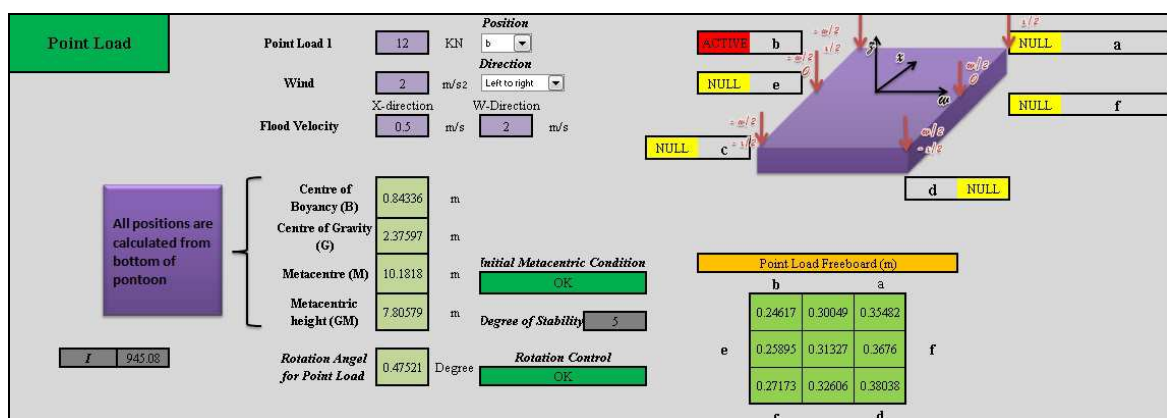 Point Load
Point Load 1
12
KN
Position
b
Wind
2
m/s2
Direction
Left to right
X-direction
W-Direction
Flood Velocity
0.5
m/s
2
m/s
ACTIVE b
NULL e
NULL c
NULL a
NULL f
d NULL
x
w
All positions are
calculated from
bottom of
pontoon
Centre of
Boyancy (B)
0.84336
m
Centre of Gravity
(G)
2.37597
m
Metacentre (M)
10.1818
m
Metacentric
height (GM)
7.80579
m
Initial Metacentric Condition
OK
Degree of Stability
5
I 945.08
Rotation Angel
for Point Load
0.47521
Degree
Rotation Control
OK
Point Load Freeboard (m)
b a
0.24617 0.30049 0.35482
e 0.25895 0.31327 0.3676 f
0.27173 0.32606 0.38038
c d